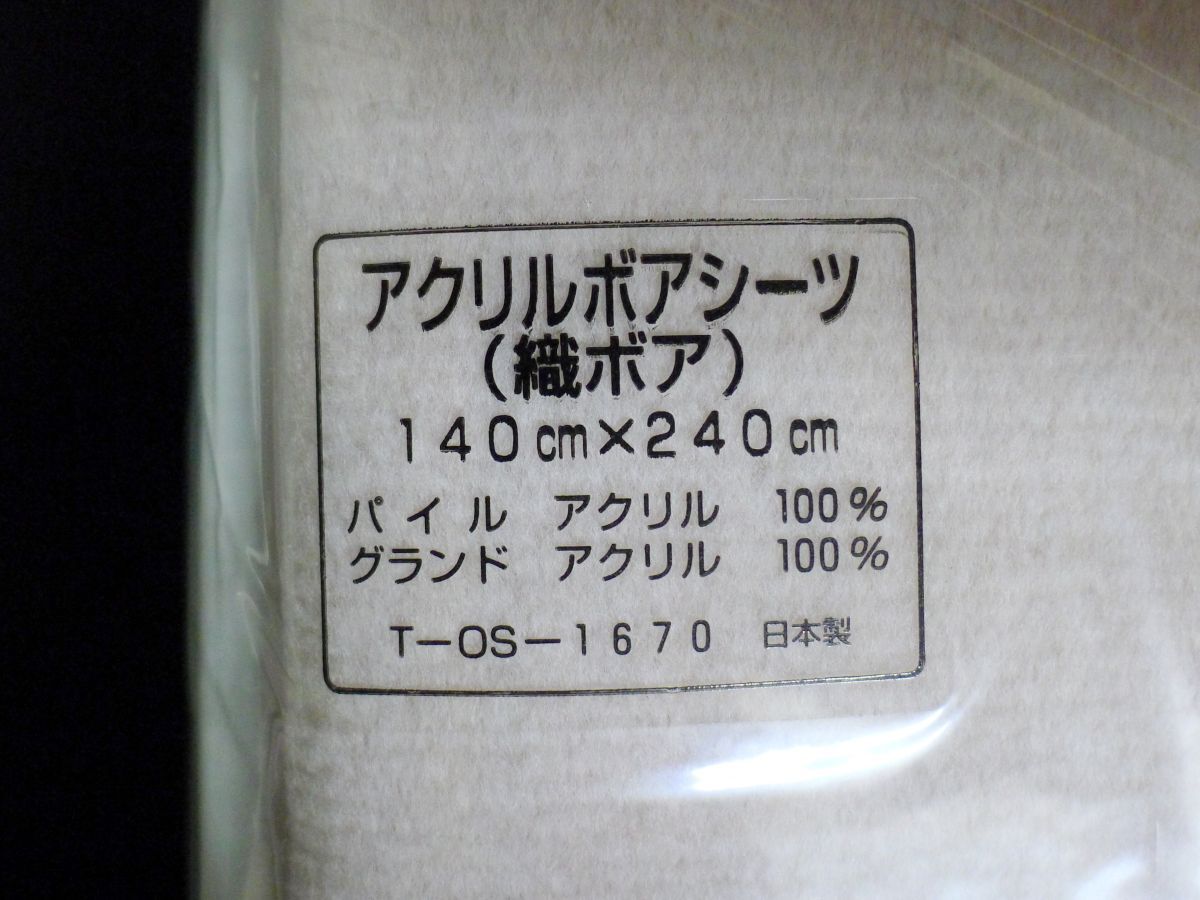 アクリルボアシーツ
(織ボア)
140cm×240cm
パイル アクリル 100%
グランド アクリル 100%
T-OS-1670 日本製